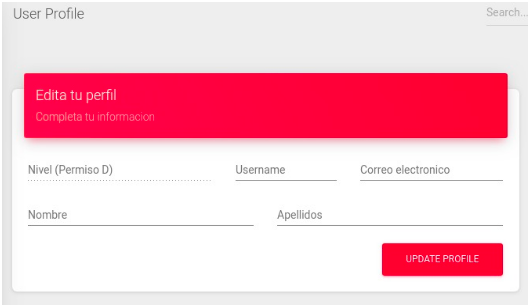 User Profile
Search...
Edita tu perfil
Completa tu informacion
Nivel (Permiso D)
Username
Correo electronico
Nombre
Apellidos
UPDATE PROFILE